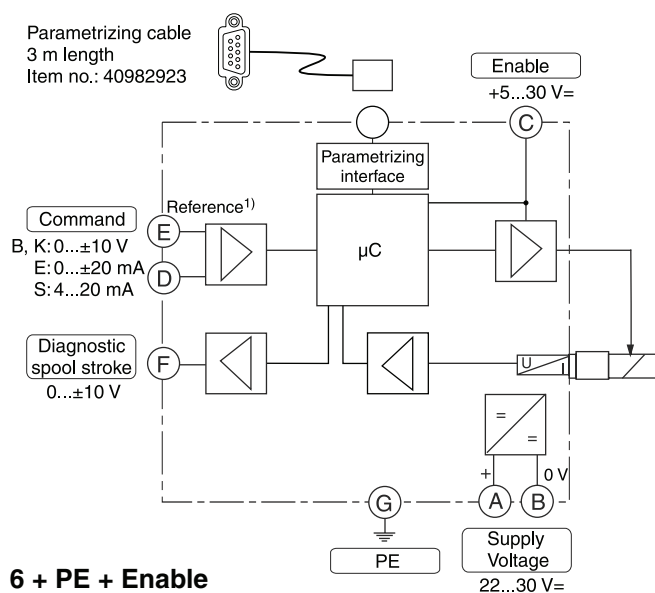 Parametrizing cable
3 m length
Item no.: 40982923
Enable
+5...30 V=
C
Parametrizing
interface
Command
Reference¹⁾
B, K: 0...±10 V
E: 0...±20 mA
S: 4...20 mA
E
D
µC
Diagnostic
spool stroke
0...±10 V
F
U
I
=
=
+
0 V
G
A
B
PE
Supply
Voltage
22...30 V=
6 + PE + Enable